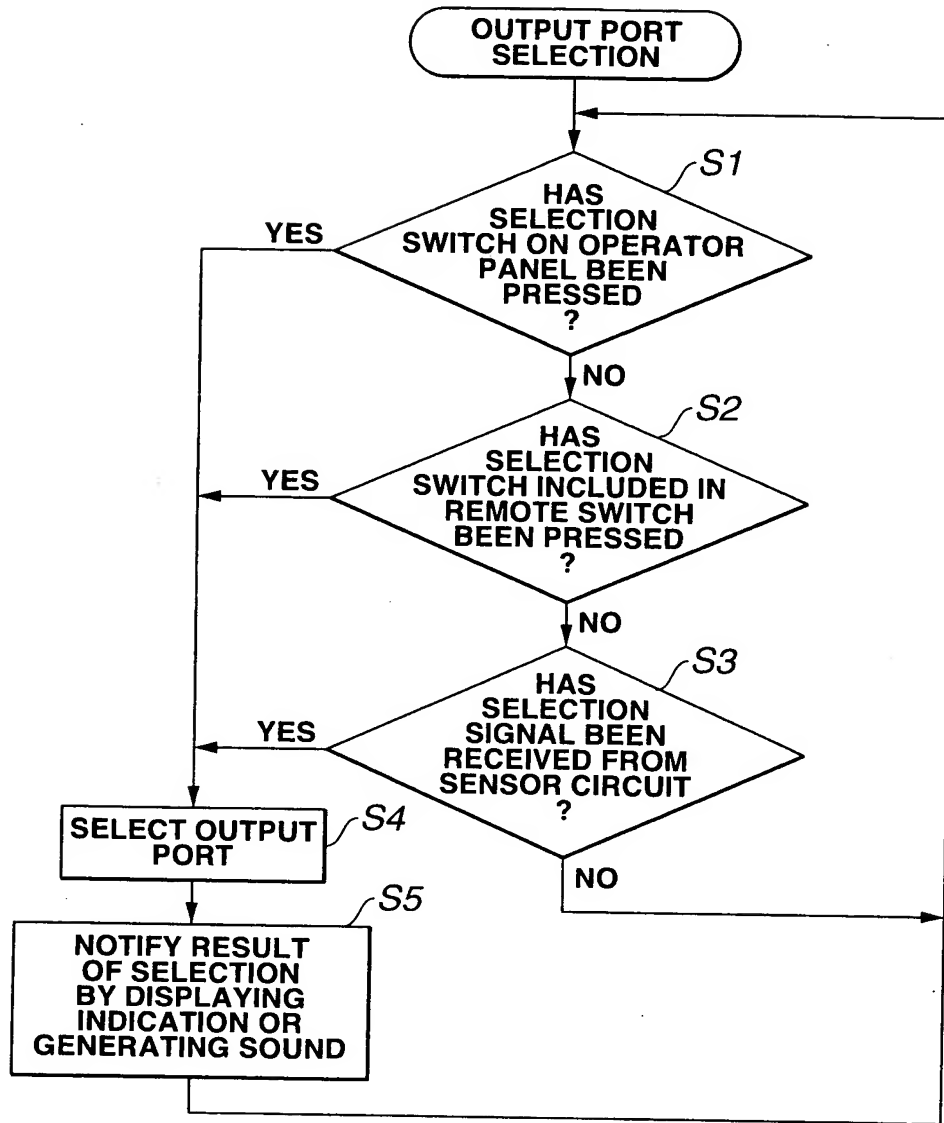 OUTPUT PORT
SELECTION
S1
HAS
SELECTION
SWITCH ON OPERATOR
PANEL BEEN
PRESSED
?
YES
NO
S2
HAS
SELECTION
SWITCH INCLUDED IN
REMOTE SWITCH
BEEN PRESSED
?
YES
NO
S3
HAS
SELECTION
SIGNAL BEEN
RECEIVED FROM
SENSOR CIRCUIT
?
YES
NO
SELECT OUTPUT
PORT
S4
S5
NOTIFY RESULT
OF SELECTION
BY DISPLAYING
INDICATION OR
GENERATING SOUND